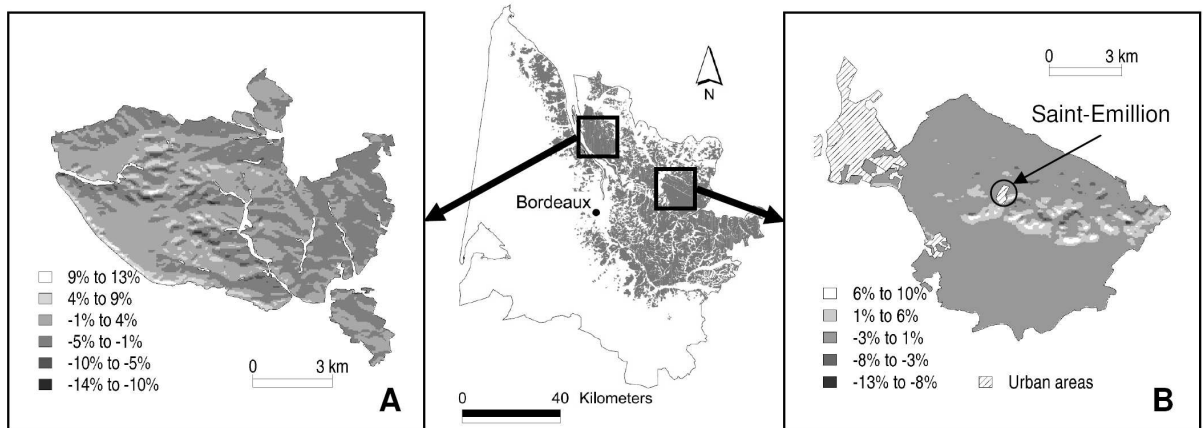 9% to 13%
4% to 9%
-1% to 4%
-5% to -1%
-10% to -5%
-14% to -10%
0 3 km
A
N
Bordeaux
0 40 Kilometers
0 3 km
Saint-Emillion
6% to 10%
1% to 6%
-3% to 1%
-8% to -3%
-13% to -8%
Urban areas
B